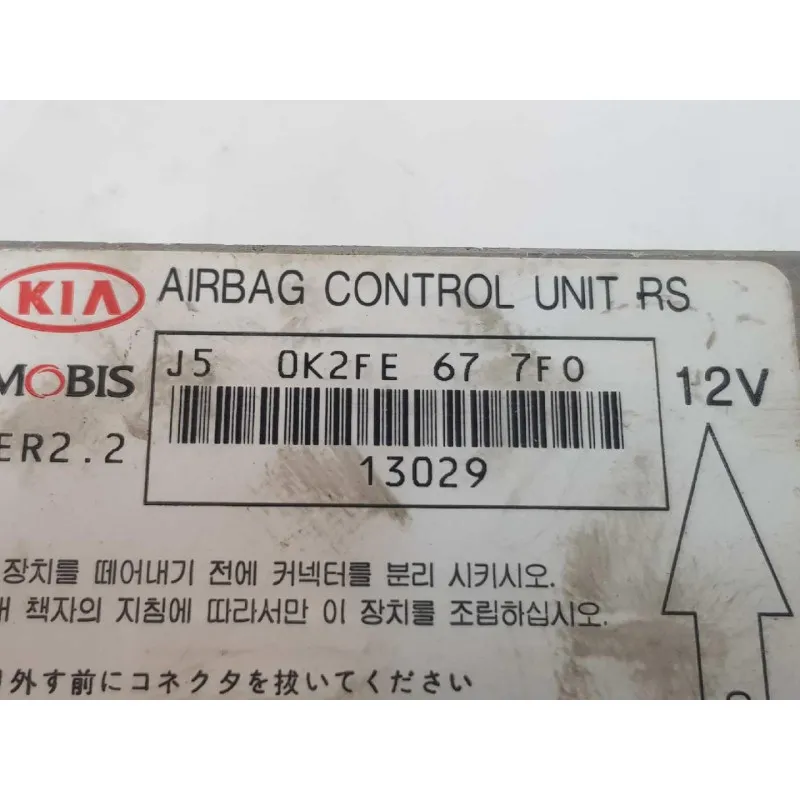 KIA AIRBAG CONTROL UNIT RS
MOBIS
J5 0K2FE 67 7F0
12V
ER2.2
13029
장치를 떼어내기 전에 커넥터를 분리 시키시오.
책자의 지침에 따라서만 이 장치를 조립하십시오.
外す前にコネクタを抜いてください